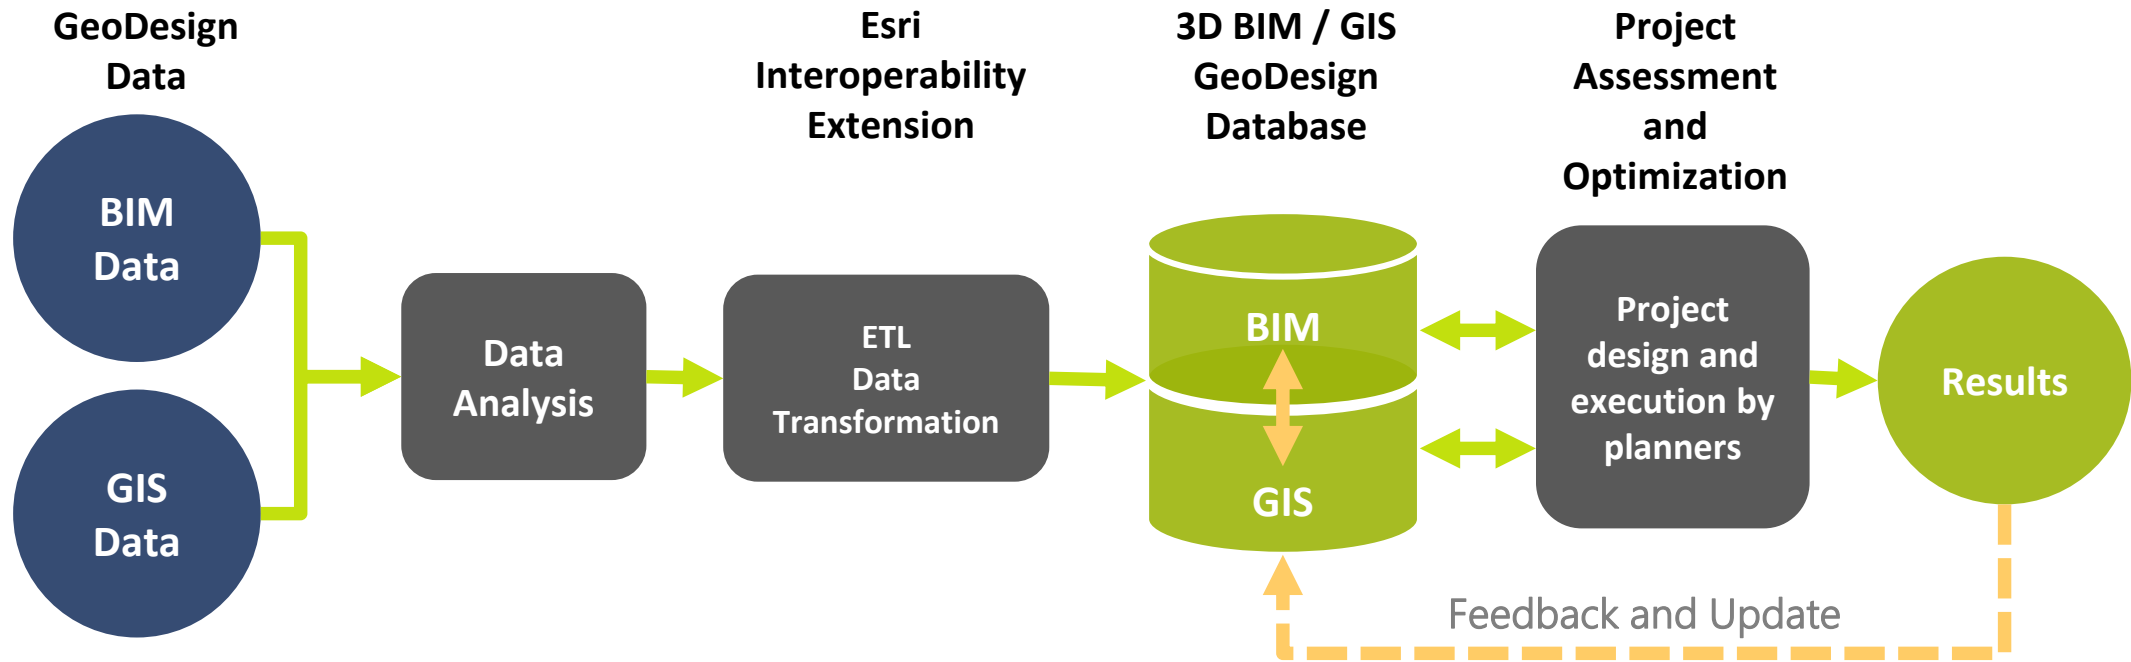 GeoDesign
Data
Esri
Interoperability
Extension
3D BIM / GIS
GeoDesign
Database
Project
Assessment
and
Optimization
BIM
Data
GIS
Data
Data
Analysis
ETL
Data
Transformation
BIM
GIS
Project
design and
execution by
planners
Results
Feedback and Update